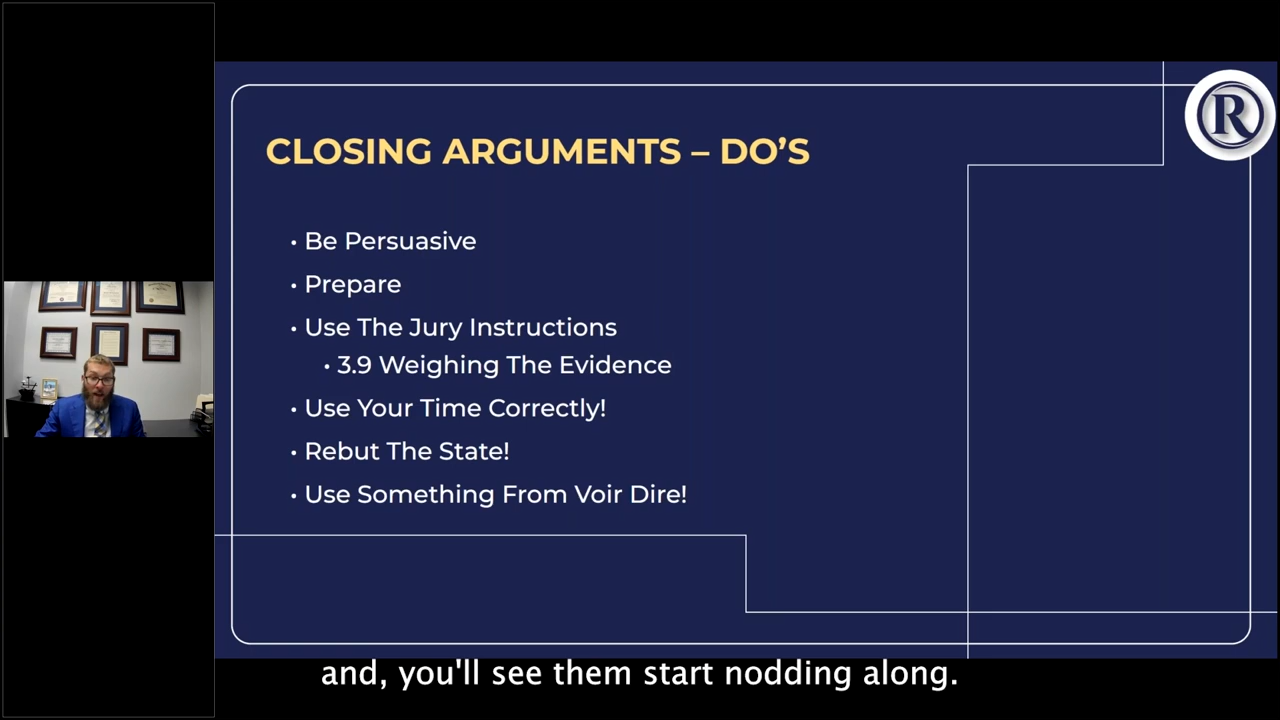 R
CLOSING ARGUMENTS – DO'S
• Be Persuasive
• Prepare
• Use The Jury Instructions
• 3.9 Weighing The Evidence
• Use Your Time Correctly!
• Rebut The State!
• Use Something From Voir Dire!
and, you'll see them start nodding along.